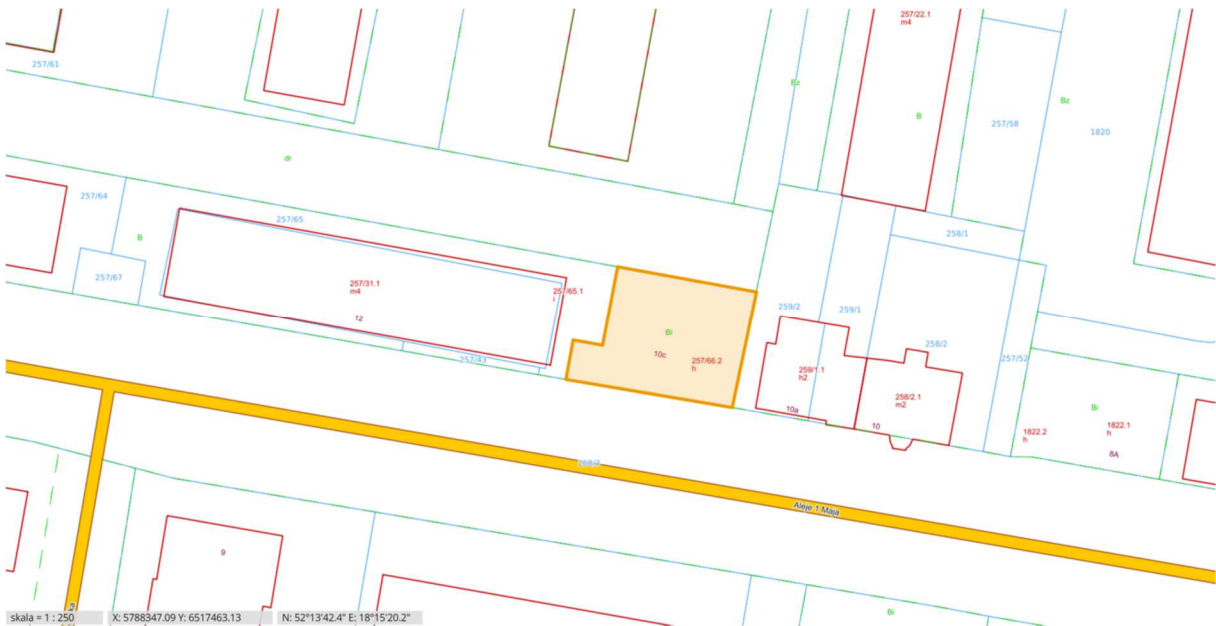 257/22.1
m4
257/61
Bz
Bz
B
257/58
1820
dr
257/64
257/65
B
258/1
257/67
257/31.1
m4
257/65.1
i
12
259/2
259/1
Bi
10c
257/66.2
h
258/2
257/52
257/43
259/1.1
h2
258/2.1
m2
10a
10
Bi
1822.2
h
1822.1
h
8A
268/3
Aleje 1 Maja
9
Bi
skala = 1 : 250
X: 5788347.09 Y: 6517463.13
N: 52°13'42.4" E: 18°15'20.2"